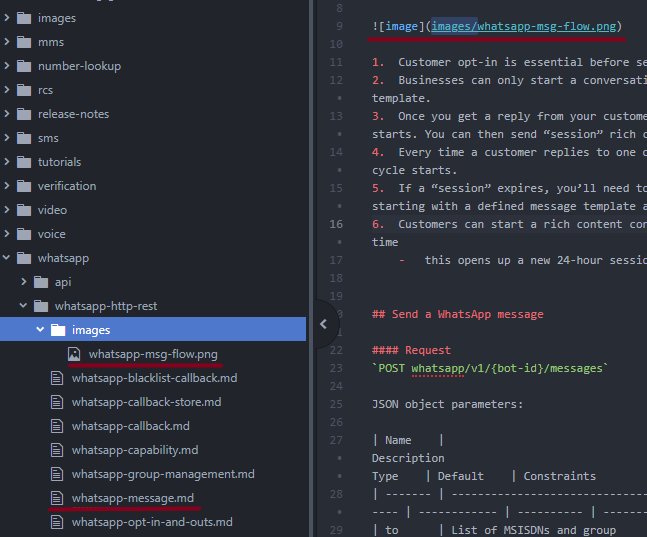 images
mms
number-lookup
rcs
release-notes
sms
tutorials
verification
video
voice
whatsapp
api
whatsapp-http-rest
images
whatsapp-msg-flow.png
whatsapp-blacklist-callback.md
whatsapp-callback-store.md
whatsapp-callback.md
whatsapp-capability.md
whatsapp-group-management.md
whatsapp-message.md
whatsapp-opt-in-and-outs.md
8
9 ![image](images/whatsapp-msg-flow.png)
10
11 1. Customer opt-in is essential before se
12 2. Businesses can only start a conversati
• template.
13 3. Once you get a reply from your custome
• starts. You can then send “session” rich c
14 4. Every time a customer replies to one o
• cycle starts.
15 5. If a “session” expires, you’ll need to
• starting with a defined message template a
16 6. Customers can start a rich content con
• time
17 - this opens up a new 24-hour sessio
18
19
20 ## Send a WhatsApp message
21
22 #### Request
23 `POST whatsapp/v1/{bot-id}/messages`
24
25 JSON object parameters:
26
27 | Name |
• Description
• Type | Default | Constraints
28 | ------- | -------------------------------
• ---- | ------------ | ----------- | --------
29 | to | List of MSISDNs and group